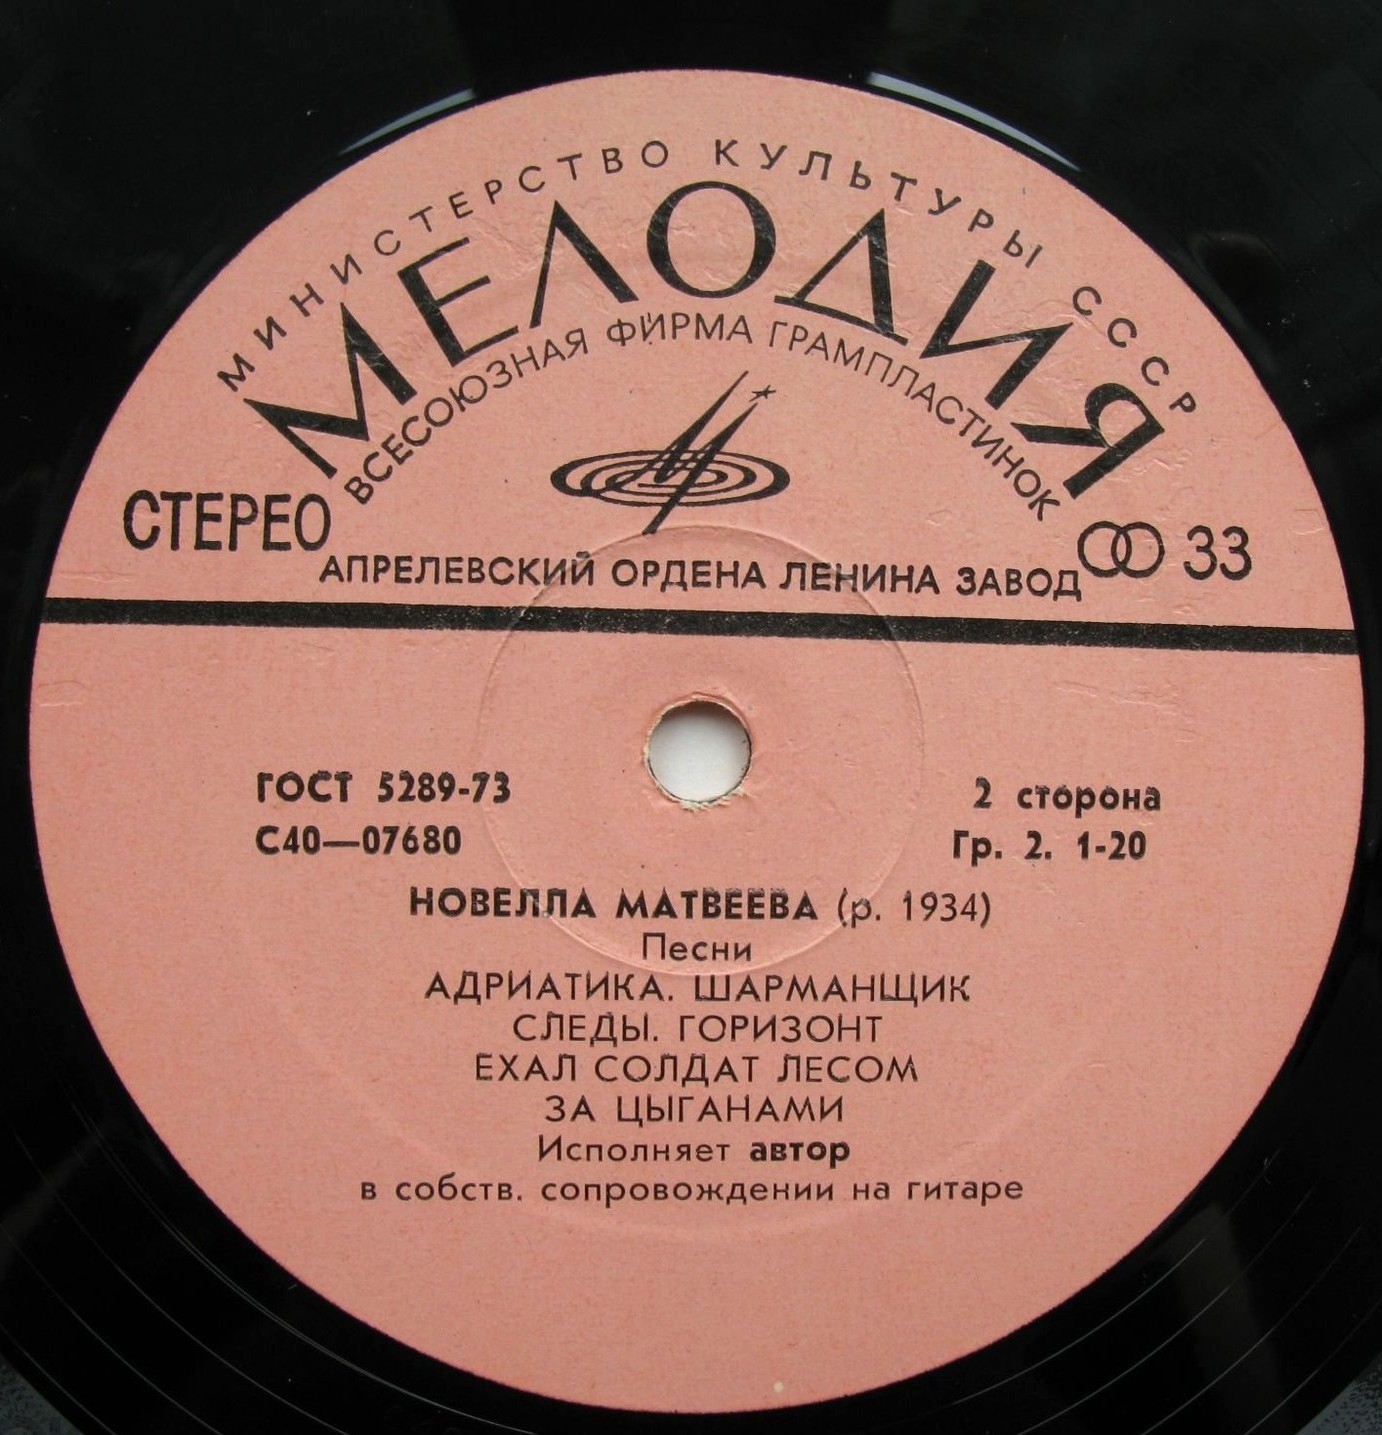 МИНИСТЕРСТВО КУЛЬТУРЫ СССР
МЕЛОДИЯ
ВСЕСОЮЗНАЯ ФИРМА ГРАМПЛАСТИНОК
СТЕРЕО
33
АПРЕЛЕВСКИЙ ОРДЕНА ЛЕНИНА ЗАВОД
ГОСТ 5289-73
2 сторона
С40—07680
Гр. 2. 1-20
НОВЕЛЛА МАТВЕЕВА (р. 1934)
Песни
АДРИАТИКА. ШАРМАНЩИК
СЛЕДЫ. ГОРИЗОНТ
ЕХАЛ СОЛДАТ ЛЕСОМ
ЗА ЦЫГАНАМИ
Исполняет автор
в собств. сопровождении на гитаре